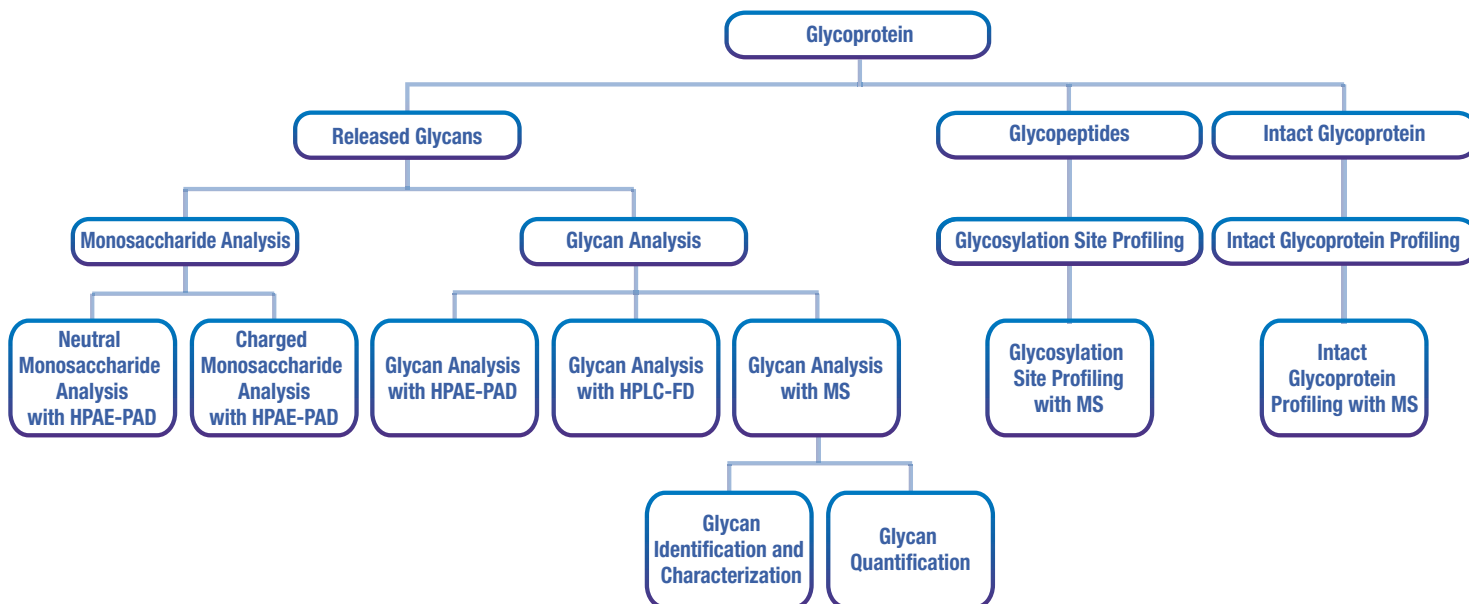 Glycoprotein
Released Glycans
Glycopeptides
Intact Glycoprotein
Monosaccharide Analysis
Glycan Analysis
Glycosylation Site Profiling
Intact Glycoprotein Profiling
Neutral
Monosaccharide
Analysis
with HPAE-PAD
Charged
Monosaccharide
Analysis
with HPAE-PAD
Glycan Analysis
with HPAE-PAD
Glycan Analysis
with HPLC-FD
Glycan Analysis
with MS
Glycosylation
Site Profiling
with MS
Intact
Glycoprotein
Profiling with MS
Glycan
Identification and
Characterization
Glycan
Quantification